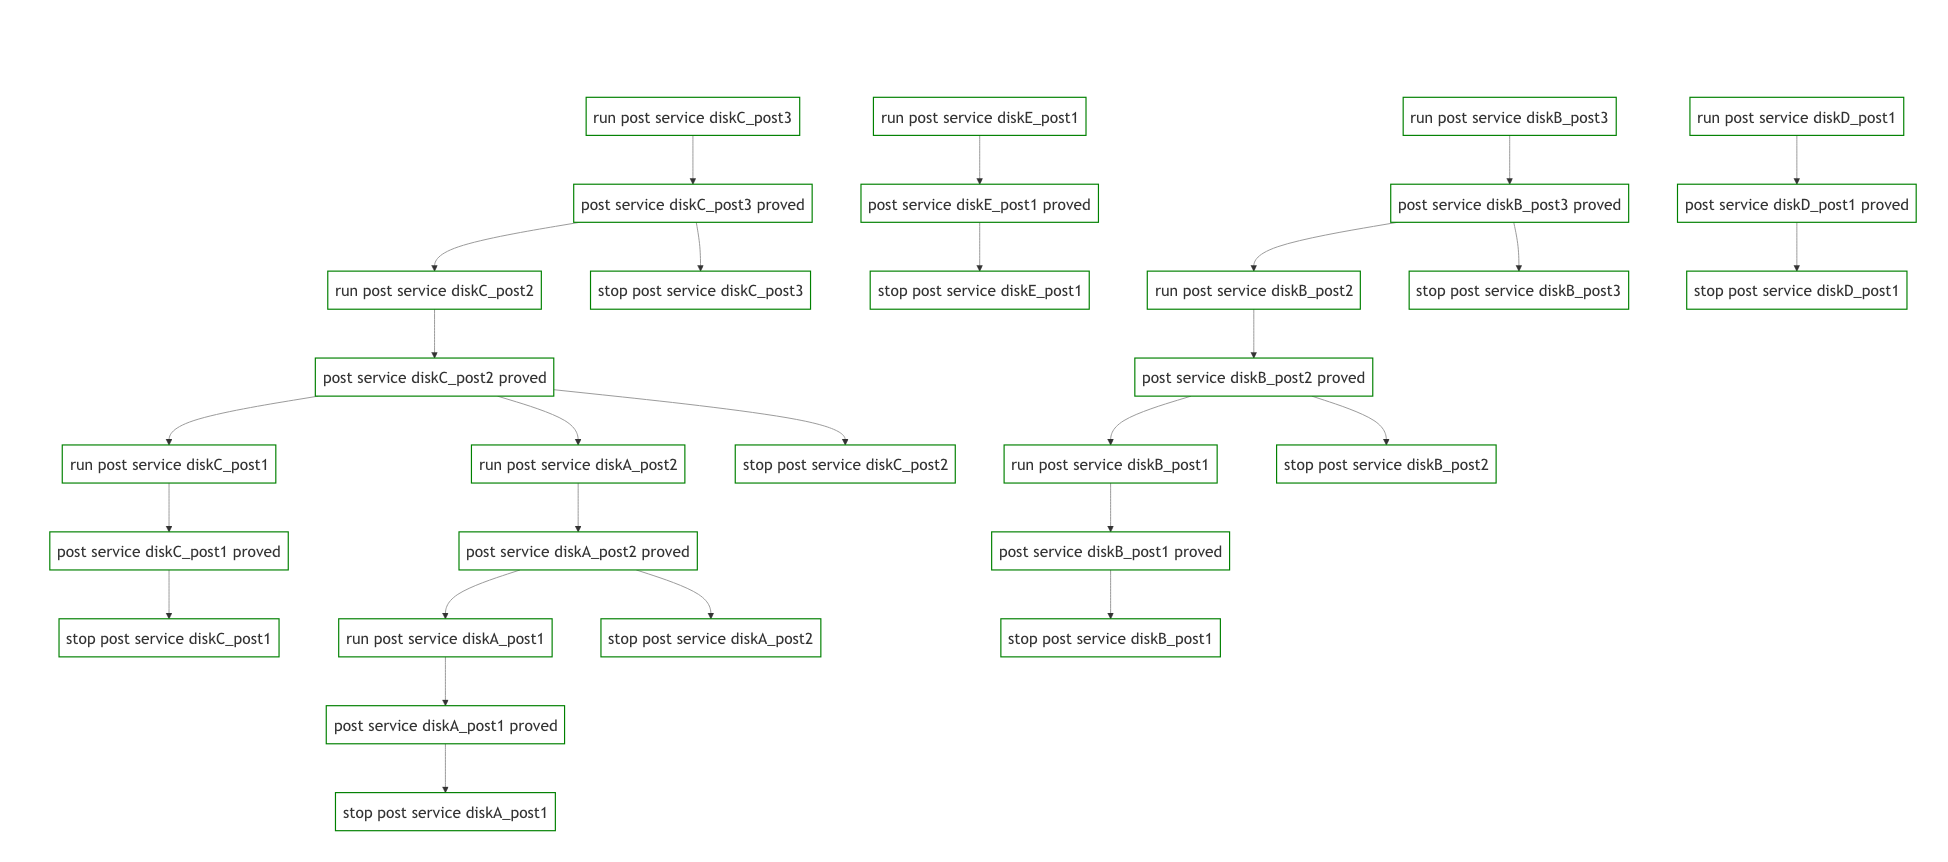 run post service diskC_post3
run post service diskE_post1
run post service diskB_post3
run post service diskD_post1
post service diskC_post3 proved
post service diskE_post1 proved
post service diskB_post3 proved
post service diskD_post1 proved
run post service diskC_post2
stop post service diskC_post3
stop post service diskE_post1
run post service diskB_post2
stop post service diskB_post3
stop post service diskD_post1
post service diskC_post2 proved
post service diskB_post2 proved
run post service diskC_post1
run post service diskA_post2
stop post service diskC_post2
run post service diskB_post1
stop post service diskB_post2
post service diskC_post1 proved
post service diskA_post2 proved
post service diskB_post1 proved
stop post service diskC_post1
run post service diskA_post1
stop post service diskA_post2
stop post service diskB_post1
post service diskA_post1 proved
stop post service diskA_post1